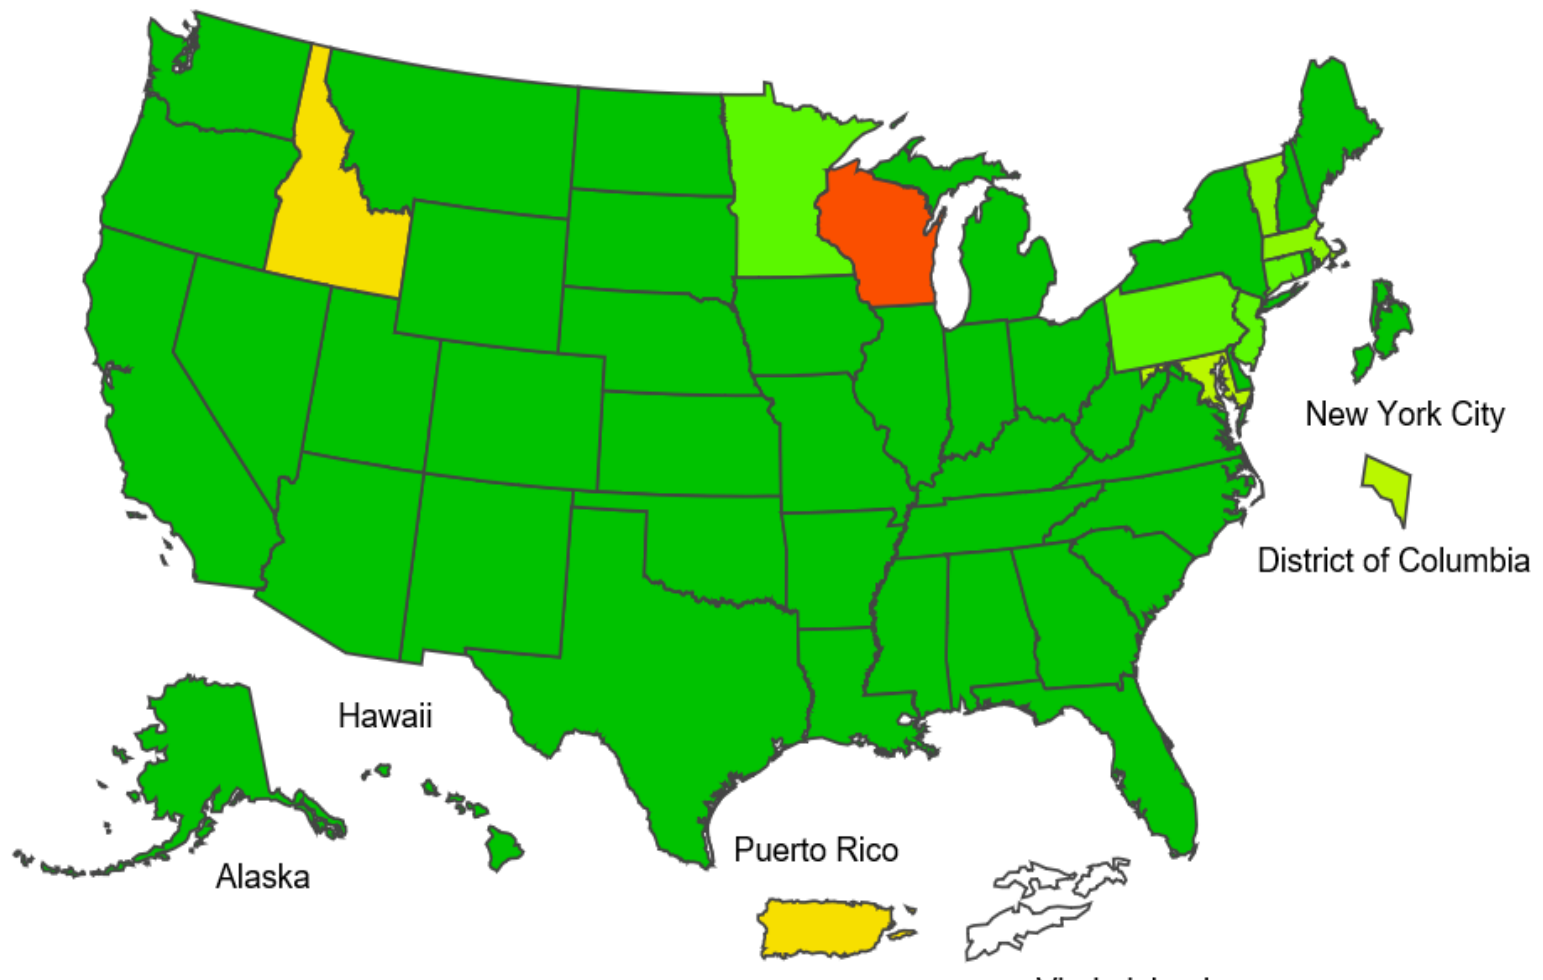 New York City
District of Columbia
Hawaii
Puerto Rico
Alaska